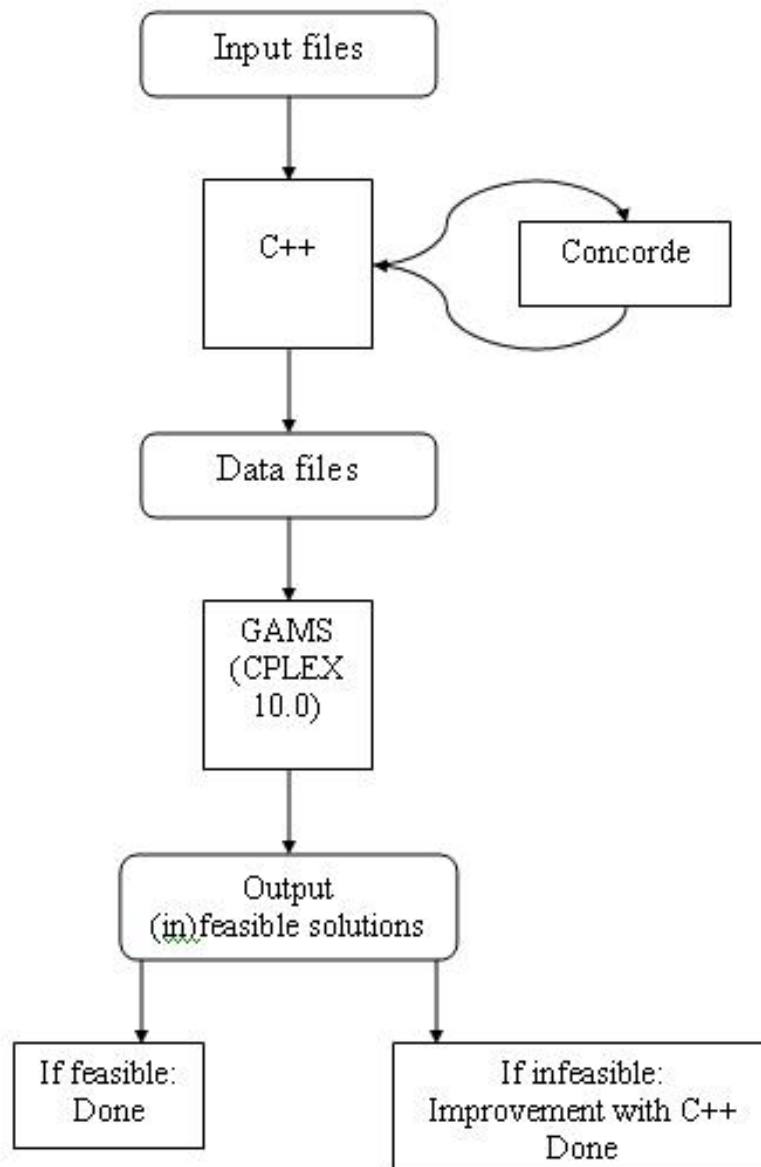 Input files
C++
Concorde
Data files
GAMS
(CPLEX
10.0)
Output
(in)feasible solutions
If feasible:
Done
If infeasible:
Improvement with C++
Done